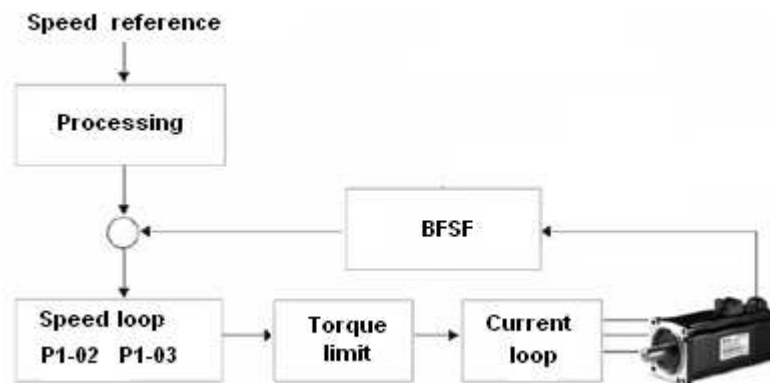 Speed reference
Processing
BFSF
Speed loop
P1-02 P1-03
Torque
limit
Current
loop